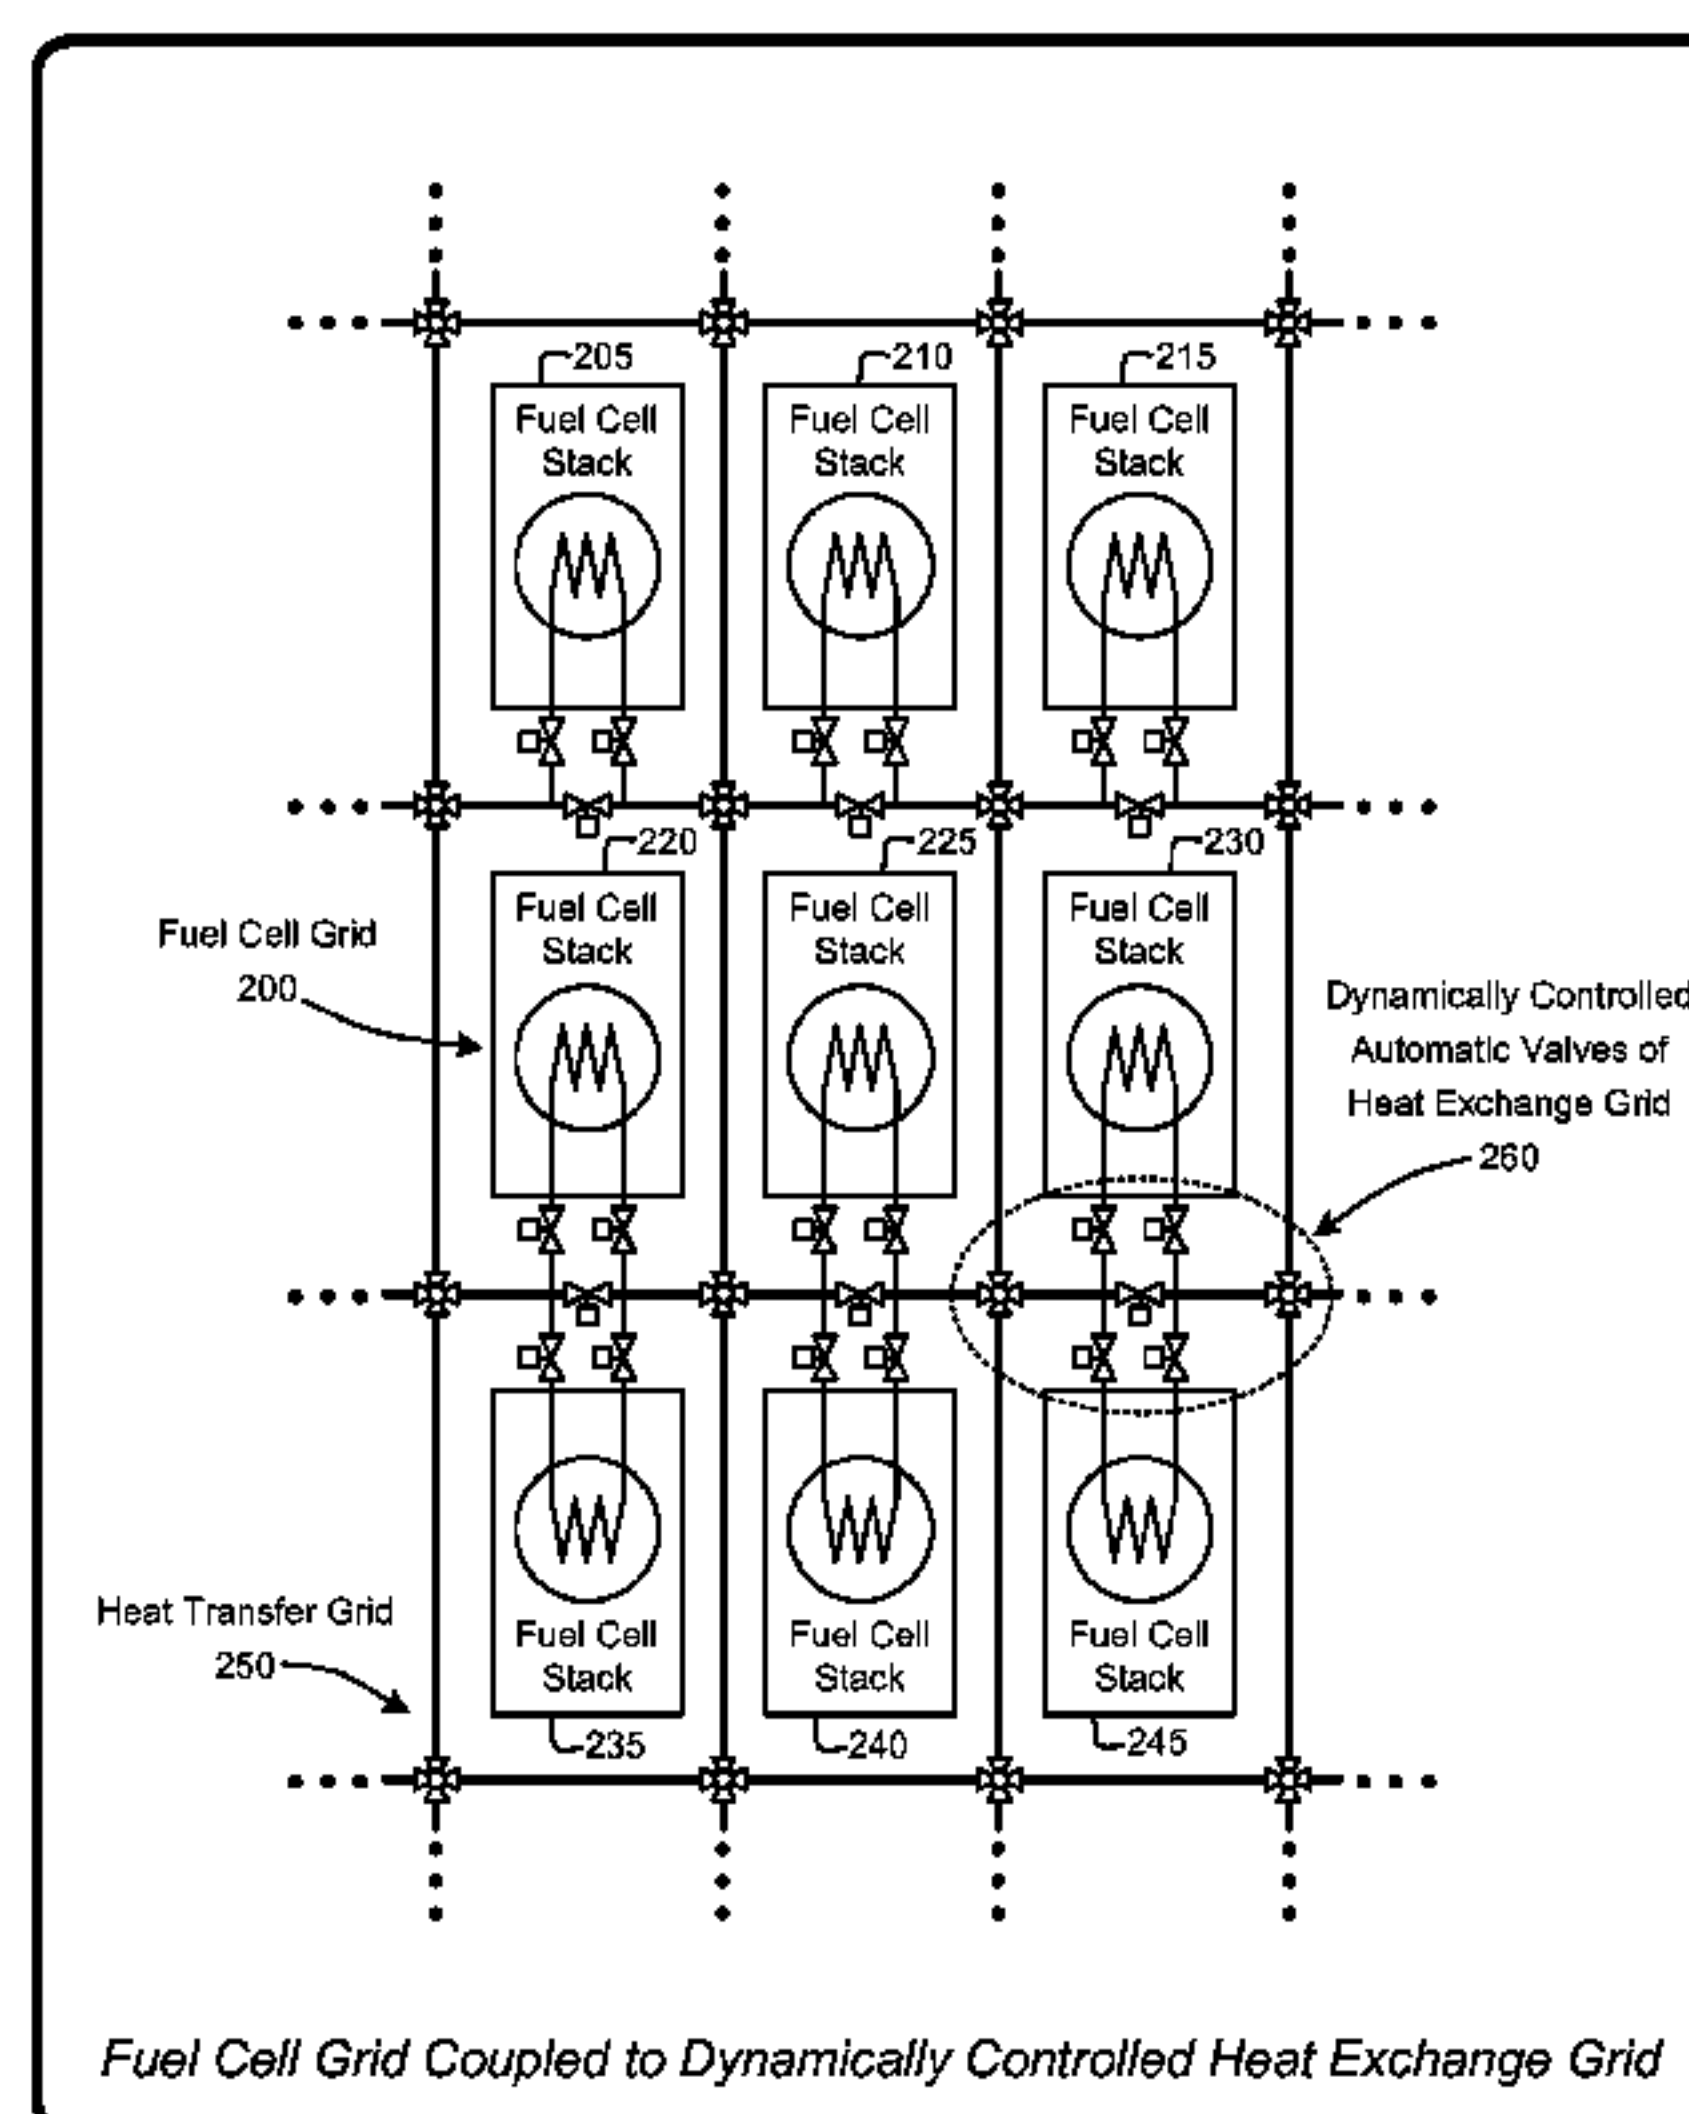 205
210
215
Fuel Cell
Stack
Fuel Cell
Stack
Fuel Cell
Stack
220
225
230
Fuel Cell
Stack
Fuel Cell
Stack
Fuel Cell
Stack
Fuel Cell Grid
200
Dynamically Controlled
Automatic Valves of
Heat Exchange Grid
260
Heat Transfer Grid
250
Fuel Cell
Stack
Fuel Cell
Stack
Fuel Cell
Stack
235
240
245
Fuel Cell Grid Coupled to Dynamically Controlled Heat Exchange Grid